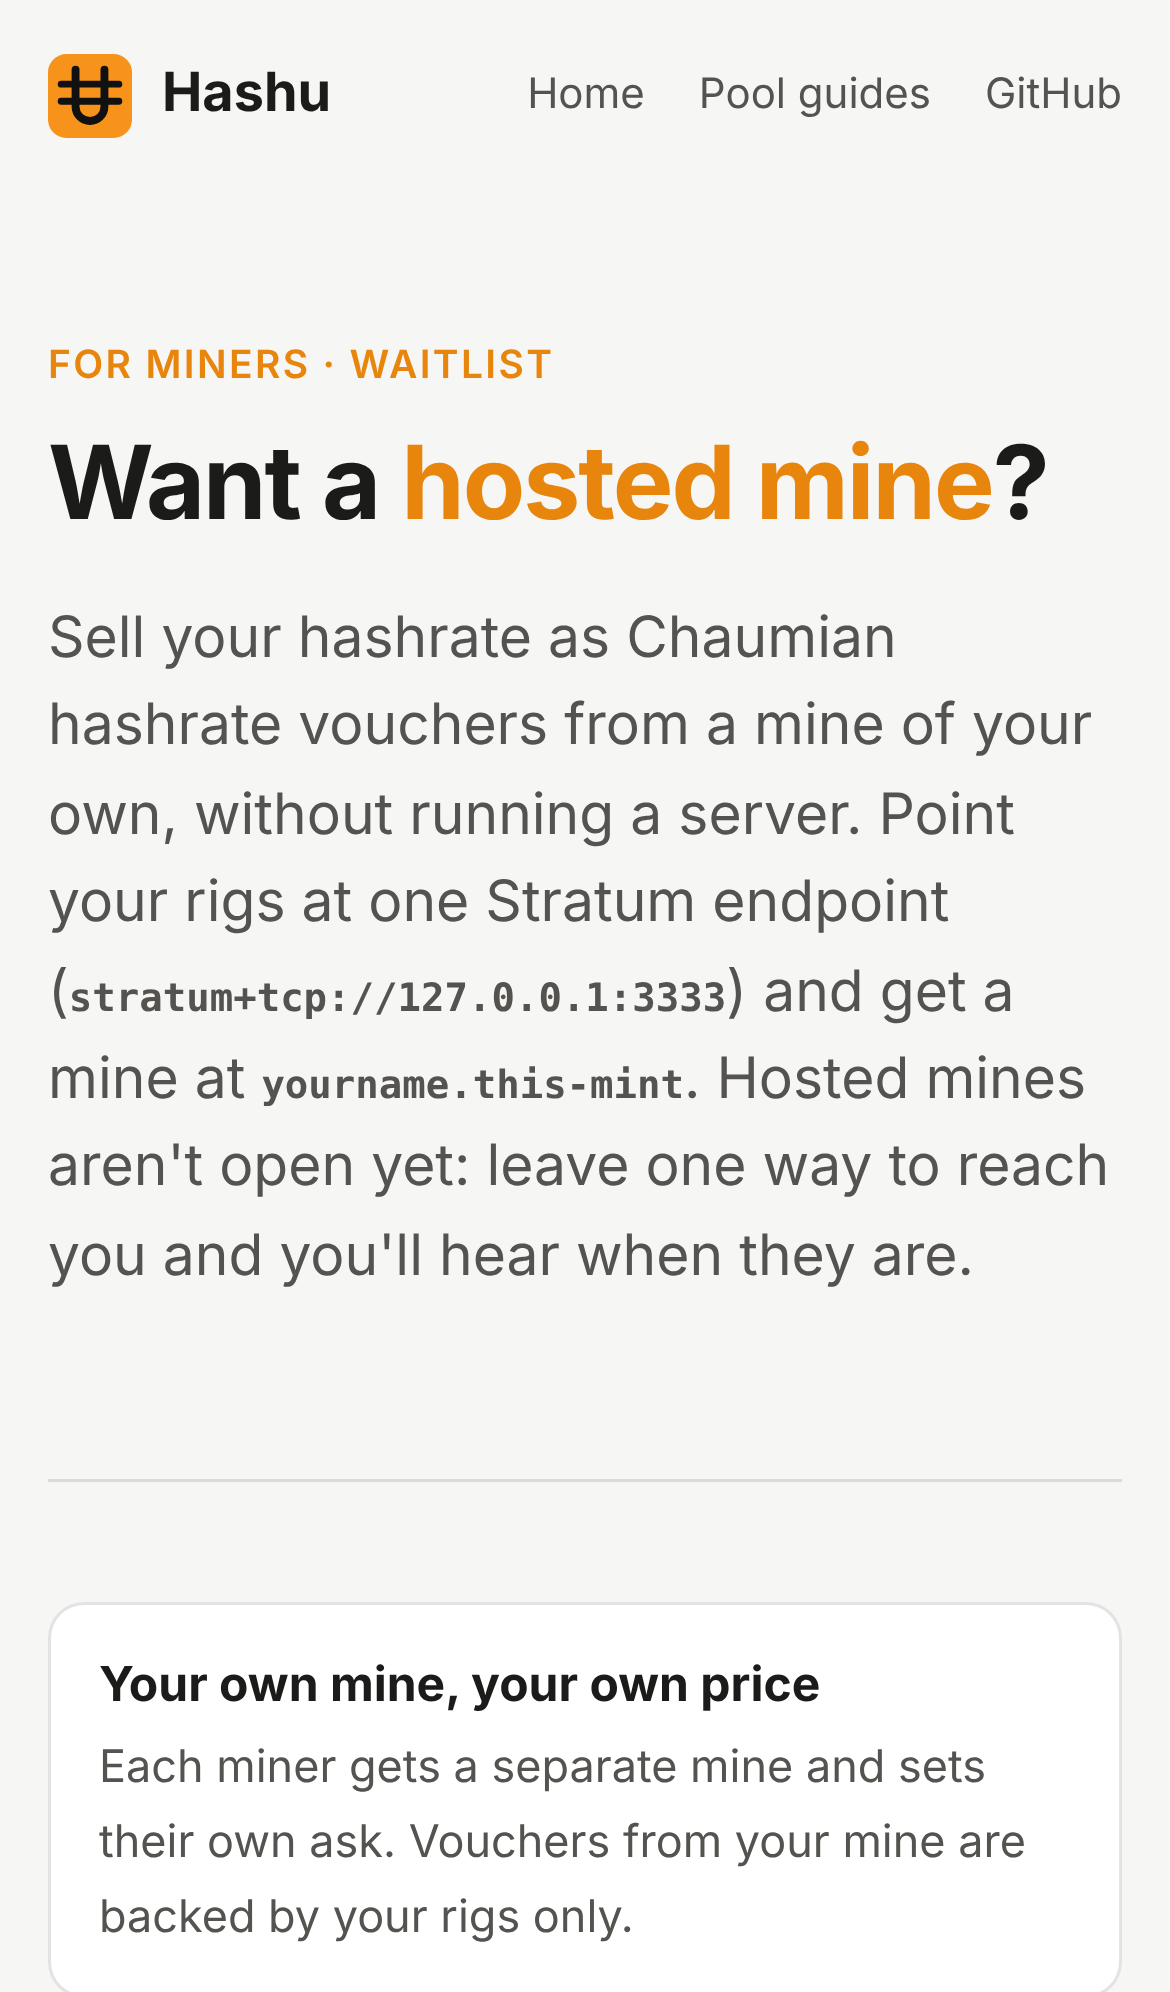 Hashu
Home
Pool guides
GitHub
FOR MINERS · WAITLIST
Want a hosted mine?
Sell your hashrate as Chaumian
hashrate vouchers from a mine of your
own, without running a server. Point
your rigs at one Stratum endpoint
(stratum+tcp://127.0.0.1:3333) and get a
mine at yourname.this-mint. Hosted mines
aren't open yet: leave one way to reach
you and you'll hear when they are.
Your own mine, your own price
Each miner gets a separate mine and sets
their own ask. Vouchers from your mine are
backed by your rigs only.